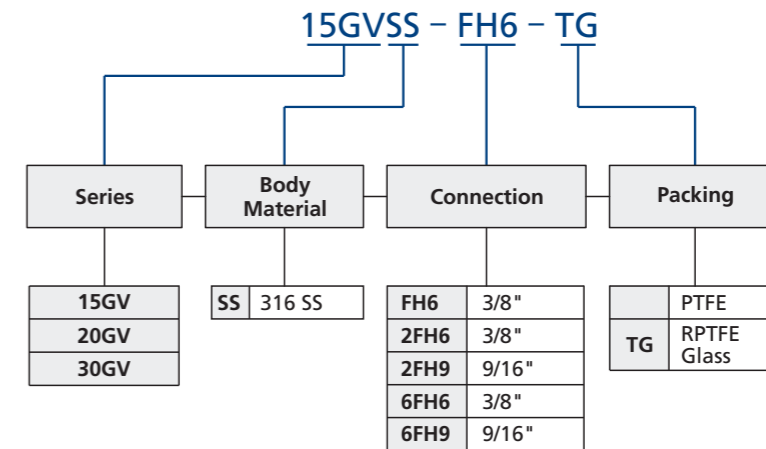 15GVSS – FH6 – TG
Series
Body
Material
Connection
Packing
15GV
20GV
30GV
SS 316 SS
FH6 3/8"
2FH6 3/8"
2FH9 9/16"
6FH6 3/8"
6FH9 9/16"
PTFE
TG RPTFE
Glass